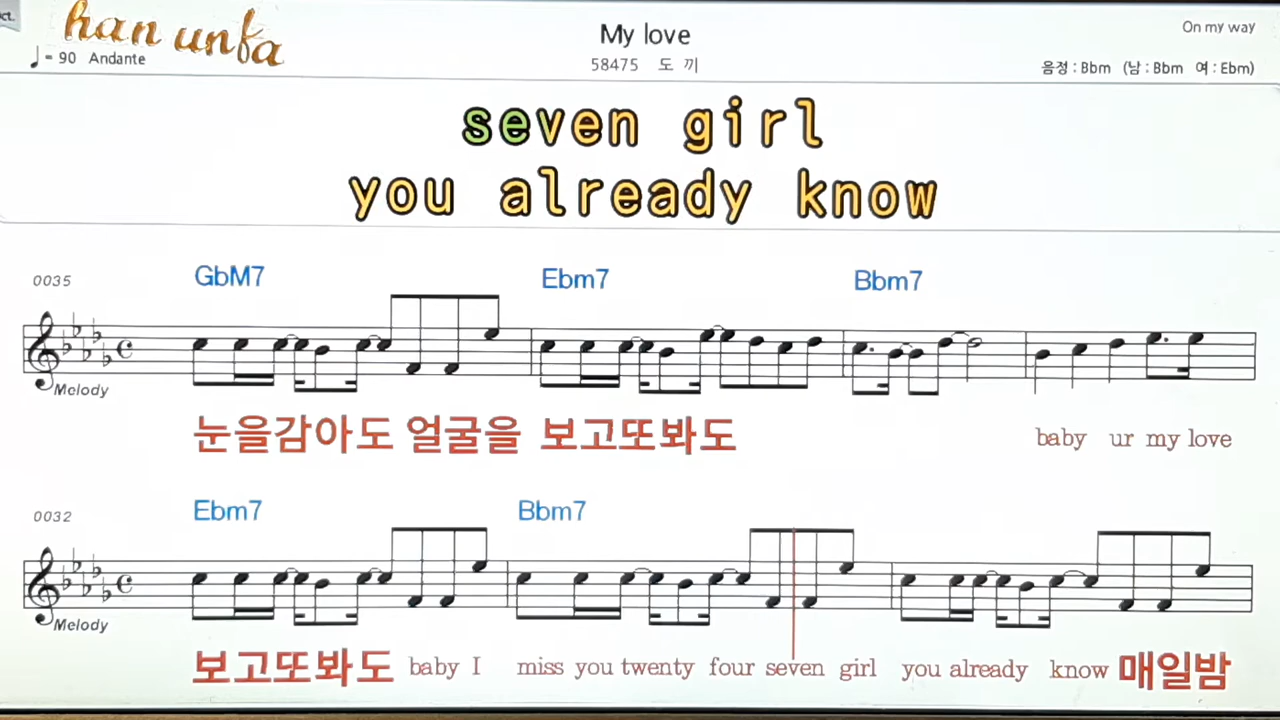 ct.
han unfa
♩= 90 Andante
My love
58475 도 끼
On my way
음정 : Bbm (남 : Bbm 여 : Ebm)
seven girl
you already know
0035 GbM7 Ebm7 Bbm7
Melody
눈을감아도 얼굴을 보고또봐도 baby ur my love
0032 Ebm7 Bbm7
Melody
보고또봐도 baby I miss you twenty four seven girl you already know 매일밤